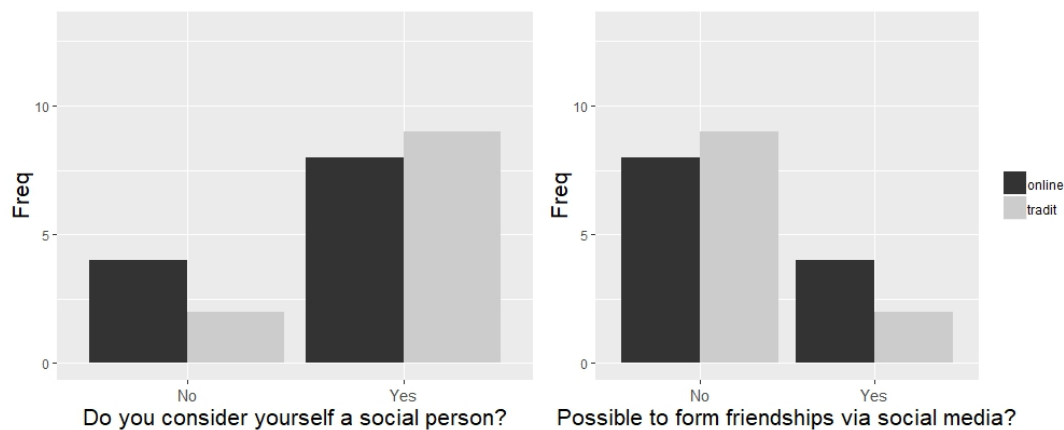 Freq
10
5
0
No Yes
Do you consider yourself a social person?
Freq
10
5
0
No Yes
Possible to form friendships via social media?
online
tradit